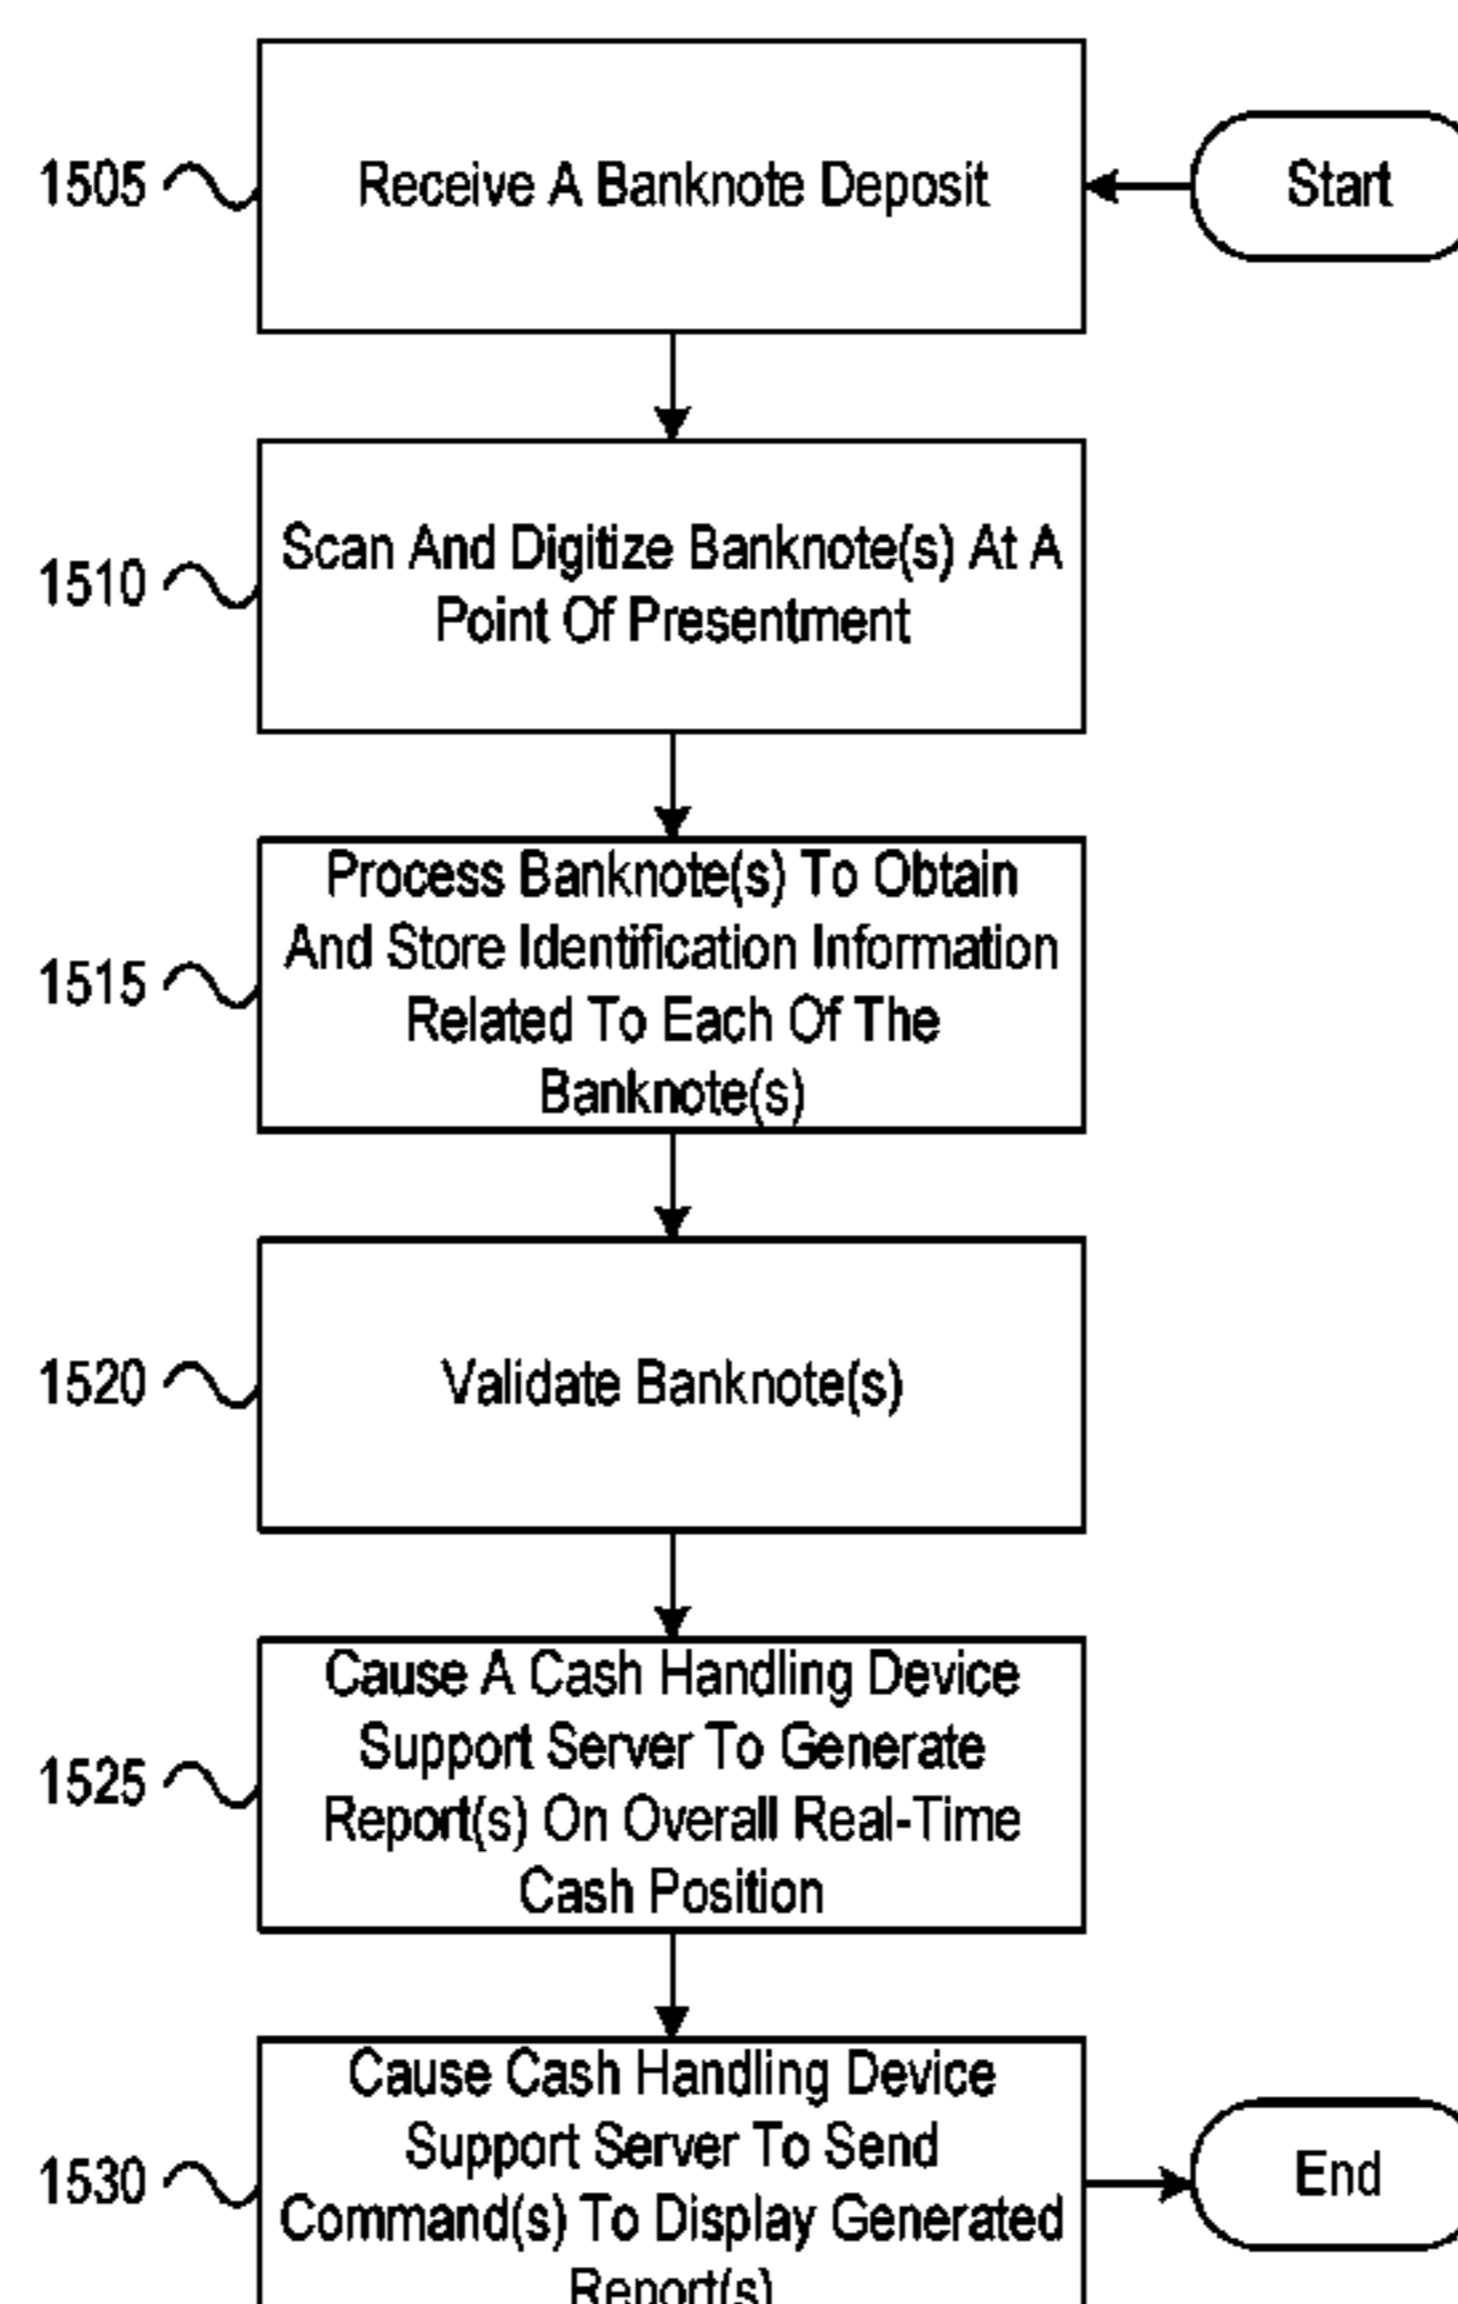 1505
Receive A Banknote Deposit
Start
1510
Scan And Digitize Banknote(s) At A
Point Of Presentment
1515
Process Banknote(s) To Obtain
And Store Identification Information
Related To Each Of The
Banknote(s)
1520
Validate Banknote(s)
1525
Cause A Cash Handling Device
Support Server To Generate
Report(s) On Overall Real-Time
Cash Position
1530
Cause Cash Handling Device
Support Server To Send
Command(s) To Display Generated
Report(s)
End